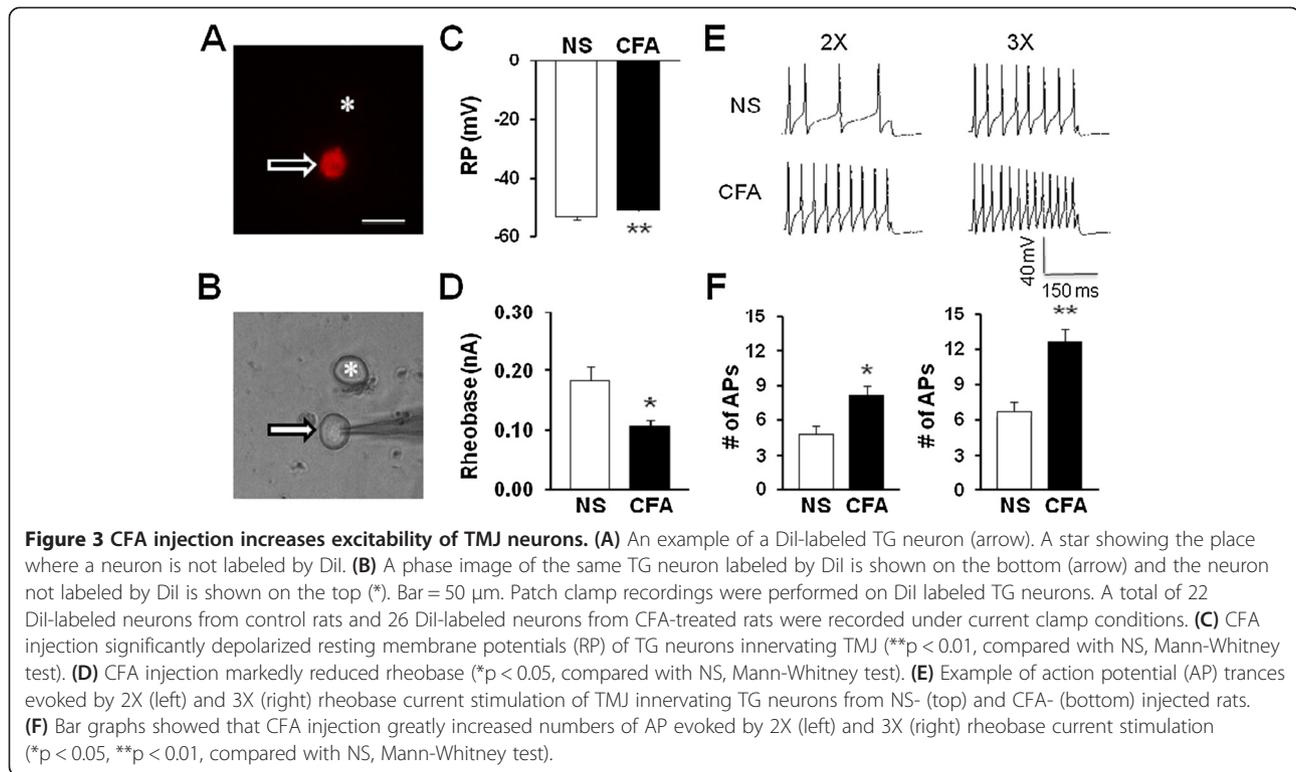 A
*
B
*
C
NS CFA
0
-20
-40
-60
RP (mV)
**
D
0.30
0.20
0.10
0.00
Rheobase (nA)
*
NS CFA
E
2X 3X
NS
CFA
40 mV
150 ms
F
15
12
9
6
3
0
# of APs
*
NS CFA
15
12
9
6
3
0
# of APs
**
NS CFA
Figure 3 CFA injection increases excitability of TMJ neurons. (A) An example of a DiI-labeled TG neuron (arrow). A star showing the place
where a neuron is not labeled by DiI. (B) A phase image of the same TG neuron labeled by DiI is shown on the bottom (arrow) and the neuron
not labeled by DiI is shown on the top (*). Bar = 50 μm. Patch clamp recordings were performed on DiI labeled TG neurons. A total of 22
DiI-labeled neurons from control rats and 26 DiI-labeled neurons from CFA-treated rats were recorded under current clamp conditions. (C) CFA
injection significantly depolarized resting membrane potentials (RP) of TG neurons innervating TMJ (**p < 0.01, compared with NS, Mann-Whitney
test). (D) CFA injection markedly reduced rheobase (*p < 0.05, compared with NS, Mann-Whitney test). (E) Example of action potential (AP) trances
evoked by 2X (left) and 3X (right) rheobase current stimulation of TMJ innervating TG neurons from NS- (top) and CFA- (bottom) injected rats.
(F) Bar graphs showed that CFA injection greatly increased numbers of AP evoked by 2X (left) and 3X (right) rheobase current stimulation
(*p < 0.05, **p < 0.01, compared with NS, Mann-Whitney test).